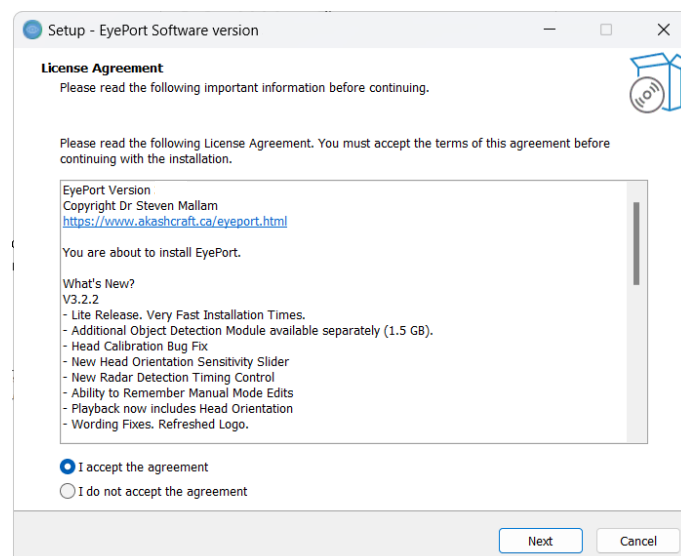 Setup - EyePort Software version
License Agreement
Please read the following important information before continuing.
Please read the following License Agreement. You must accept the terms of this agreement before
continuing with the installation.
EyePort Version
Copyright Dr Steven Mallam
https://www.akashcraft.ca/eyeport.html
You are about to install EyePort.
What's New?
V3.2.2
- Lite Release. Very Fast Installation Times.
- Additional Object Detection Module available separately (1.5 GB).
- Head Calibration Bug Fix
- New Head Orientation Sensitivity Slider
- New Radar Detection Timing Control
- Ability to Remember Manual Mode Edits
- Playback now includes Head Orientation
- Wording Fixes. Refreshed Logo.
I accept the agreement
I do not accept the agreement
Next
Cancel